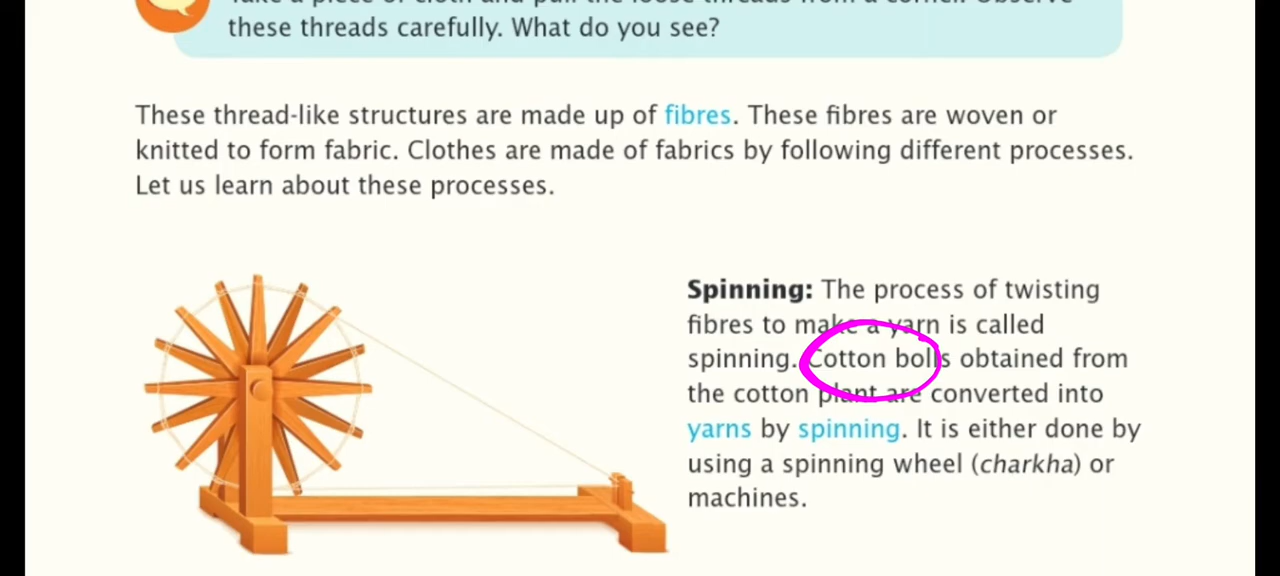 these threads carefully. What do you see?
These thread-like structures are made up of fibres. These fibres are woven or
knitted to form fabric. Clothes are made of fabrics by following different processes.
Let us learn about these processes.
Spinning: The process of twisting
fibres to make a yarn is called
spinning. Cotton bolls obtained from
the cotton plant are converted into
yarns by spinning. It is either done by
using a spinning wheel (charkha) or
machines.